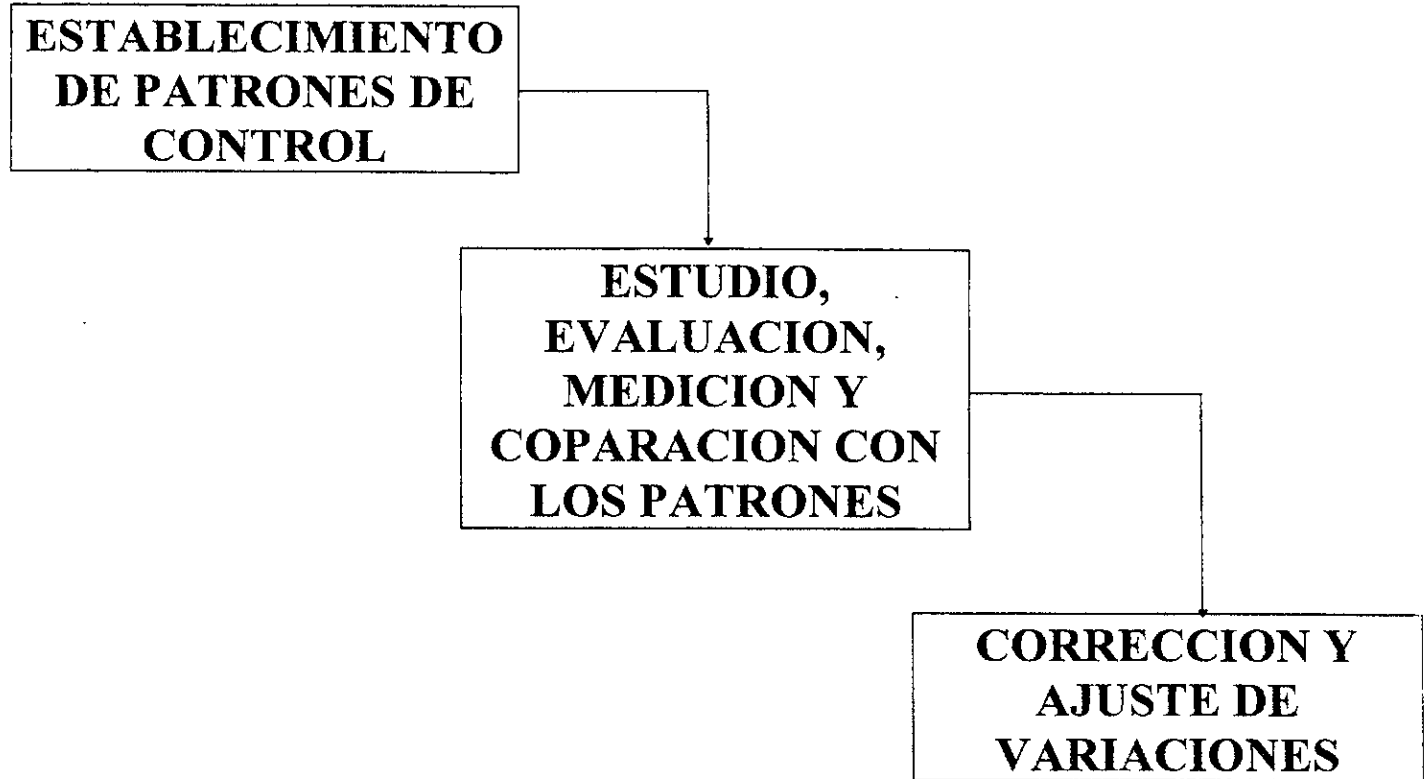 ESTABLECIMIENTO
DE PATRONES DE
CONTROL
ESTUDIO,
EVALUACION,
MEDICION Y
COPARACION CON
LOS PATRONES
CORRECCION Y
AJUSTE DE
VARIACIONES